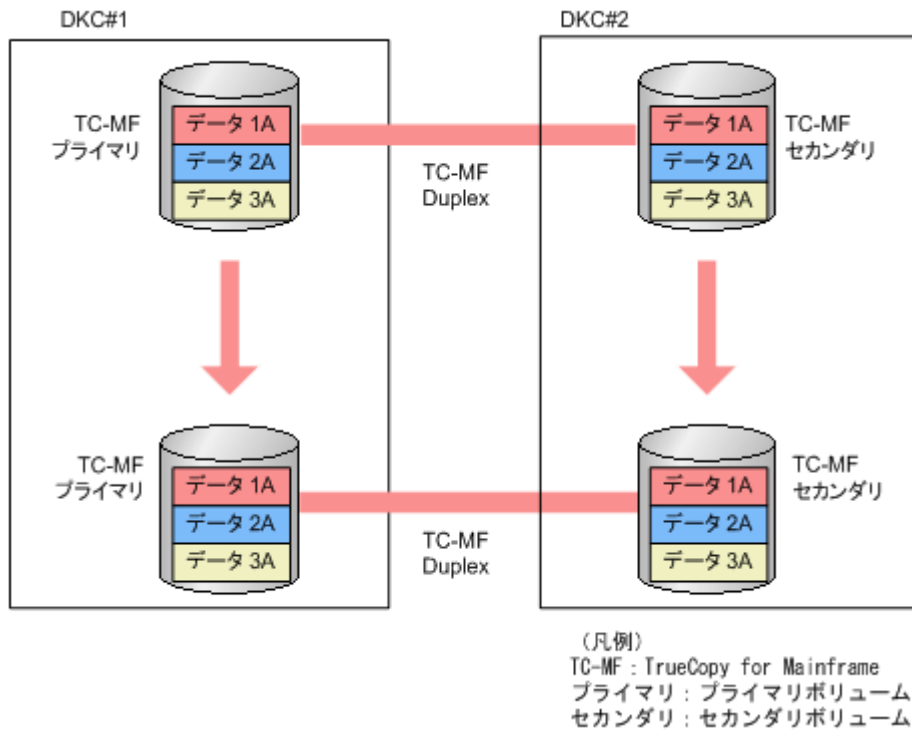 DKC#1
DKC#2
TC-MF
プライマリ
データ 1A
データ 2A
データ 3A
TC-MF
Duplex
データ 1A
データ 2A
データ 3A
TC-MF
セカンダリ
TC-MF
プライマリ
データ 1A
データ 2A
データ 3A
TC-MF
Duplex
データ 1A
データ 2A
データ 3A
TC-MF
セカンダリ
(凡例)
TC-MF : TrueCopy for Mainframe
プライマリ : プライマリボリューム
セカンダリ : セカンダリボリューム